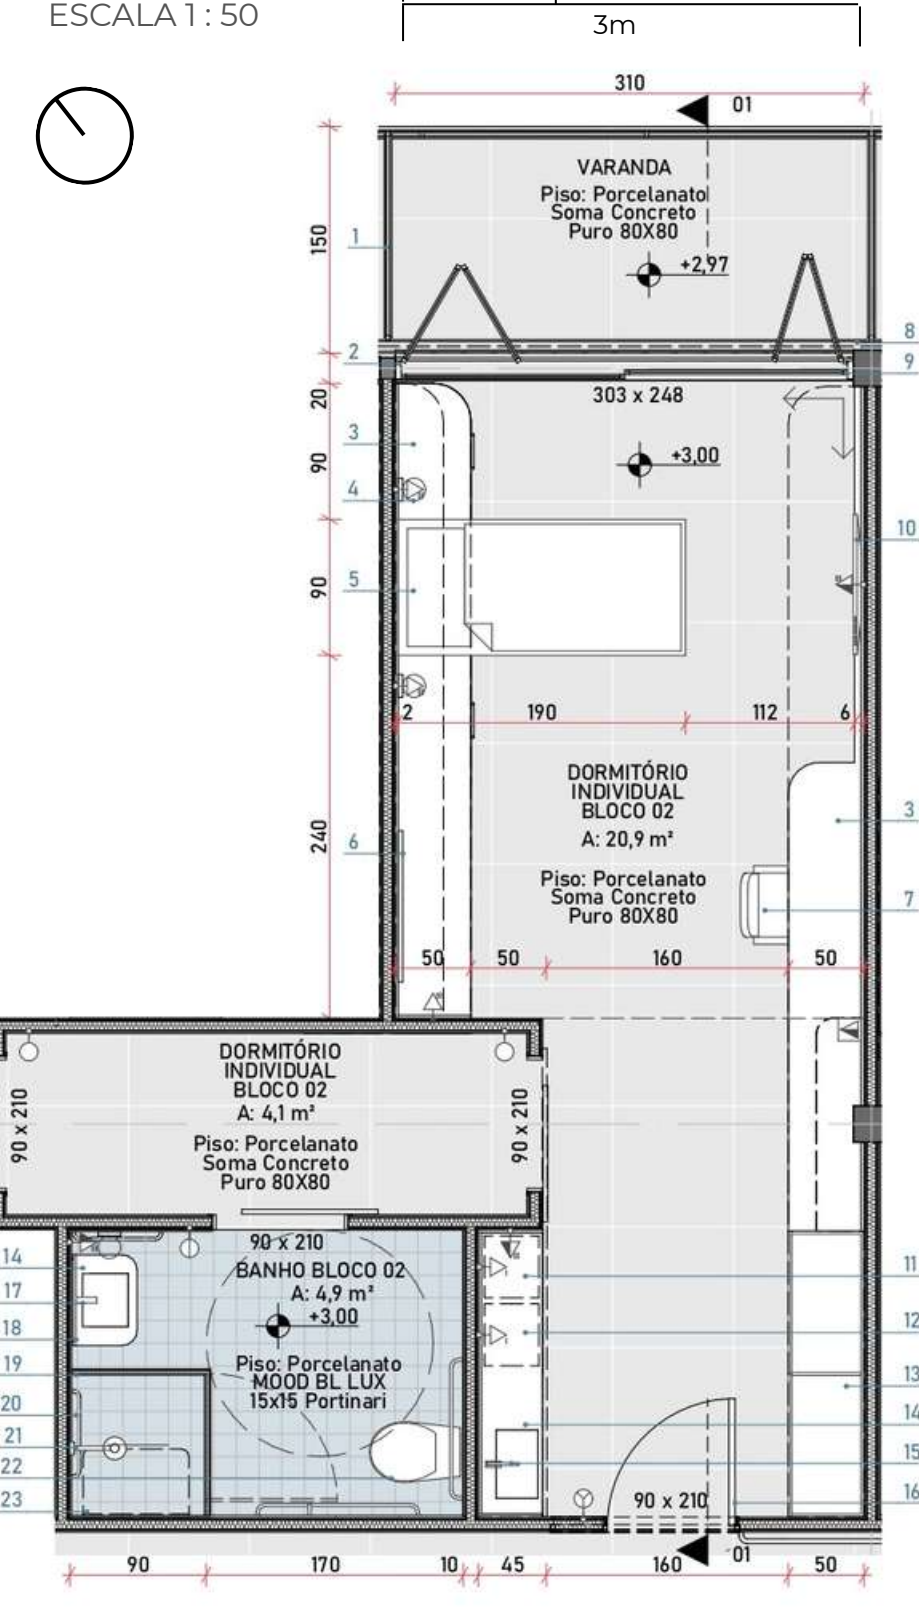 ESCALA 1 : 50
3m
310
01
VARANDA
Piso: Porcelanato
Soma Concreto
Puro 80X80
+2,97
150
1
8
2
9
303 x 248
20
3
+3,00
90
4
10
5
90
2
190
112
6
DORMITÓRIO
INDIVIDUAL
BLOCO 02
A: 20,9 m²
Piso: Porcelanato
Soma Concreto
Puro 80X80
240
6
3
7
50
50
160
50
DORMITÓRIO
INDIVIDUAL
BLOCO 02
A: 4,1 m²
Piso: Porcelanato
Soma Concreto
Puro 80X80
90 x 210
90 x 210
90 x 210
BANHO BLOCO 02
A: 4,9 m²
+3,00
Piso: Porcelanato
MOOD BL LUX
15x15 Portinari
14
17
18
19
20
21
22
23
11
12
13
14
15
16
90 x 210
01
90
170
10
45
160
50